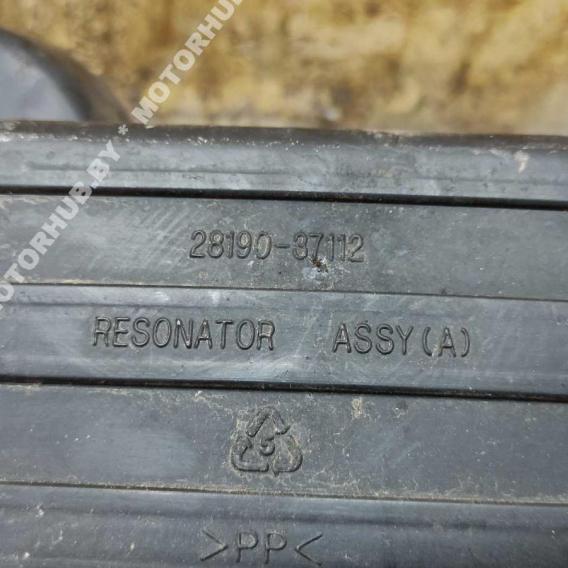 MOTORHUB.BY * MOTORHUB
28190-37112
RESONATOR ASSY(A)
5
>PP<